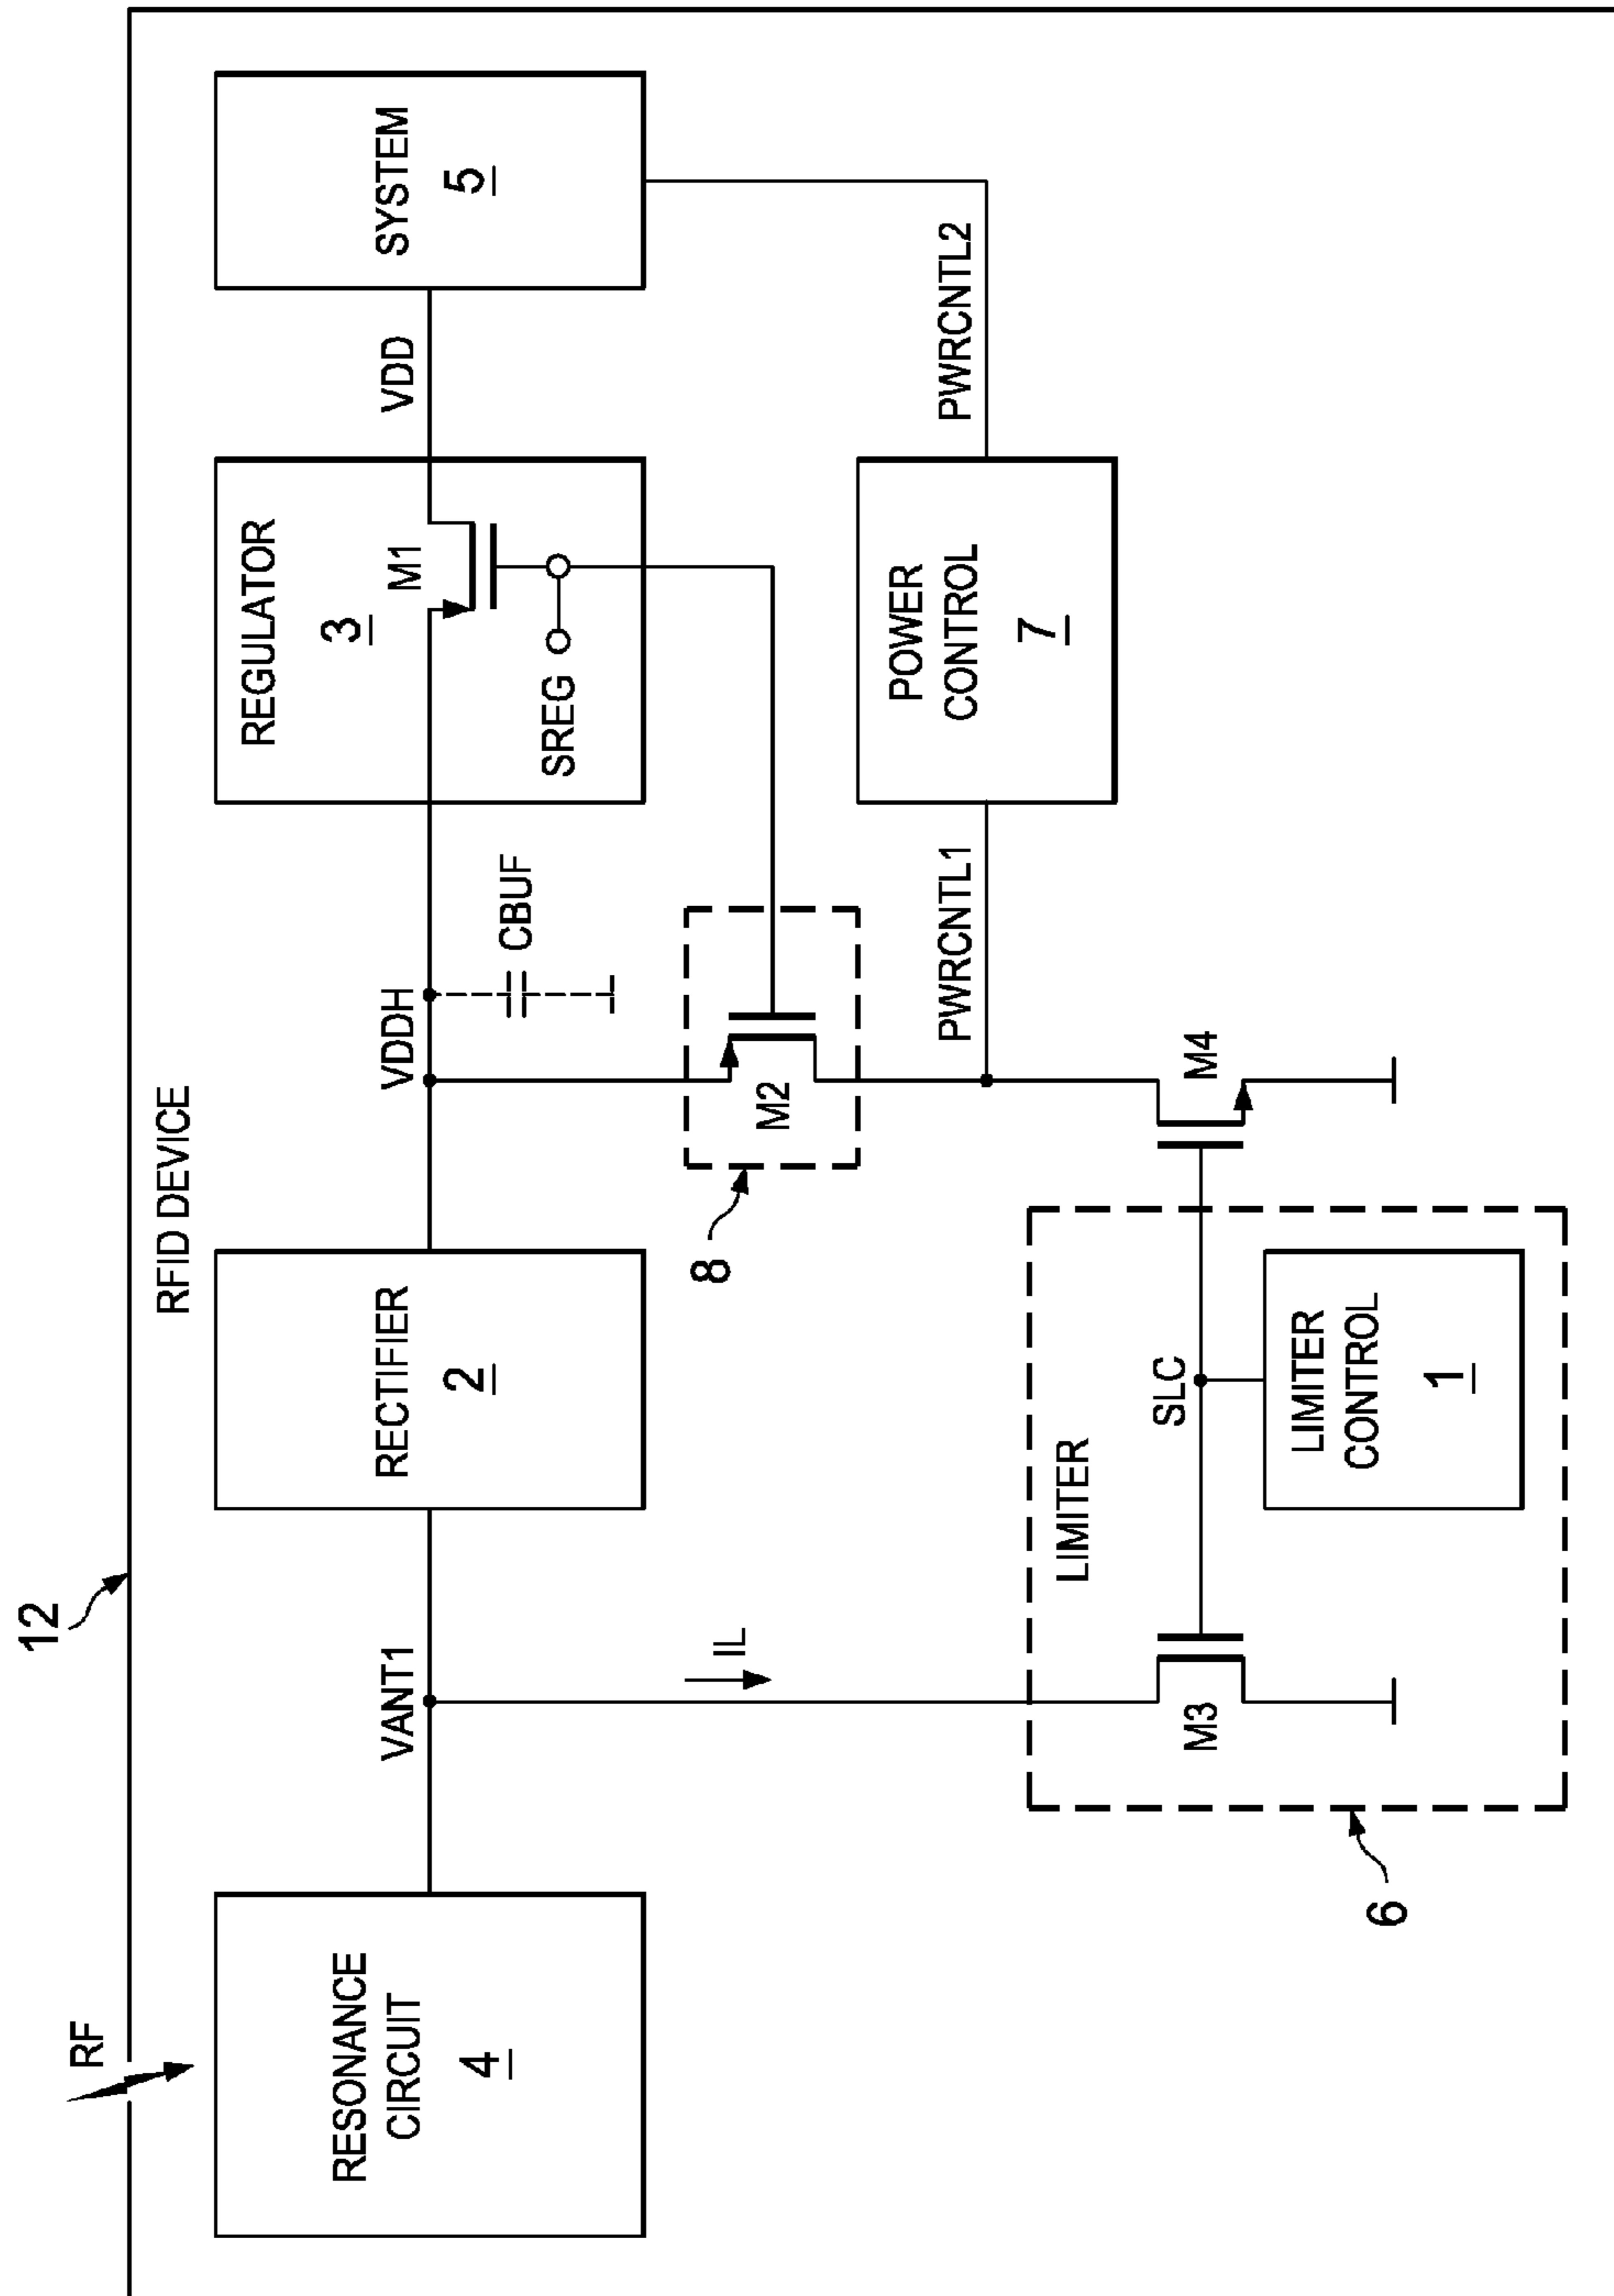 12
RF
RFID DEVICE
RESONANCE
CIRCUIT
4
VANT1
RECTIFIER
2
VDDH
CBUF
REGULATOR
3
M1
SREG
VDD
SYSTEM
5
IL
8
M2
PWRCNTL1
POWER
CONTROL
7
PWRCNTL2
LIMITER
SLC
M3
M4
LIMITER
CONTROL
1
6